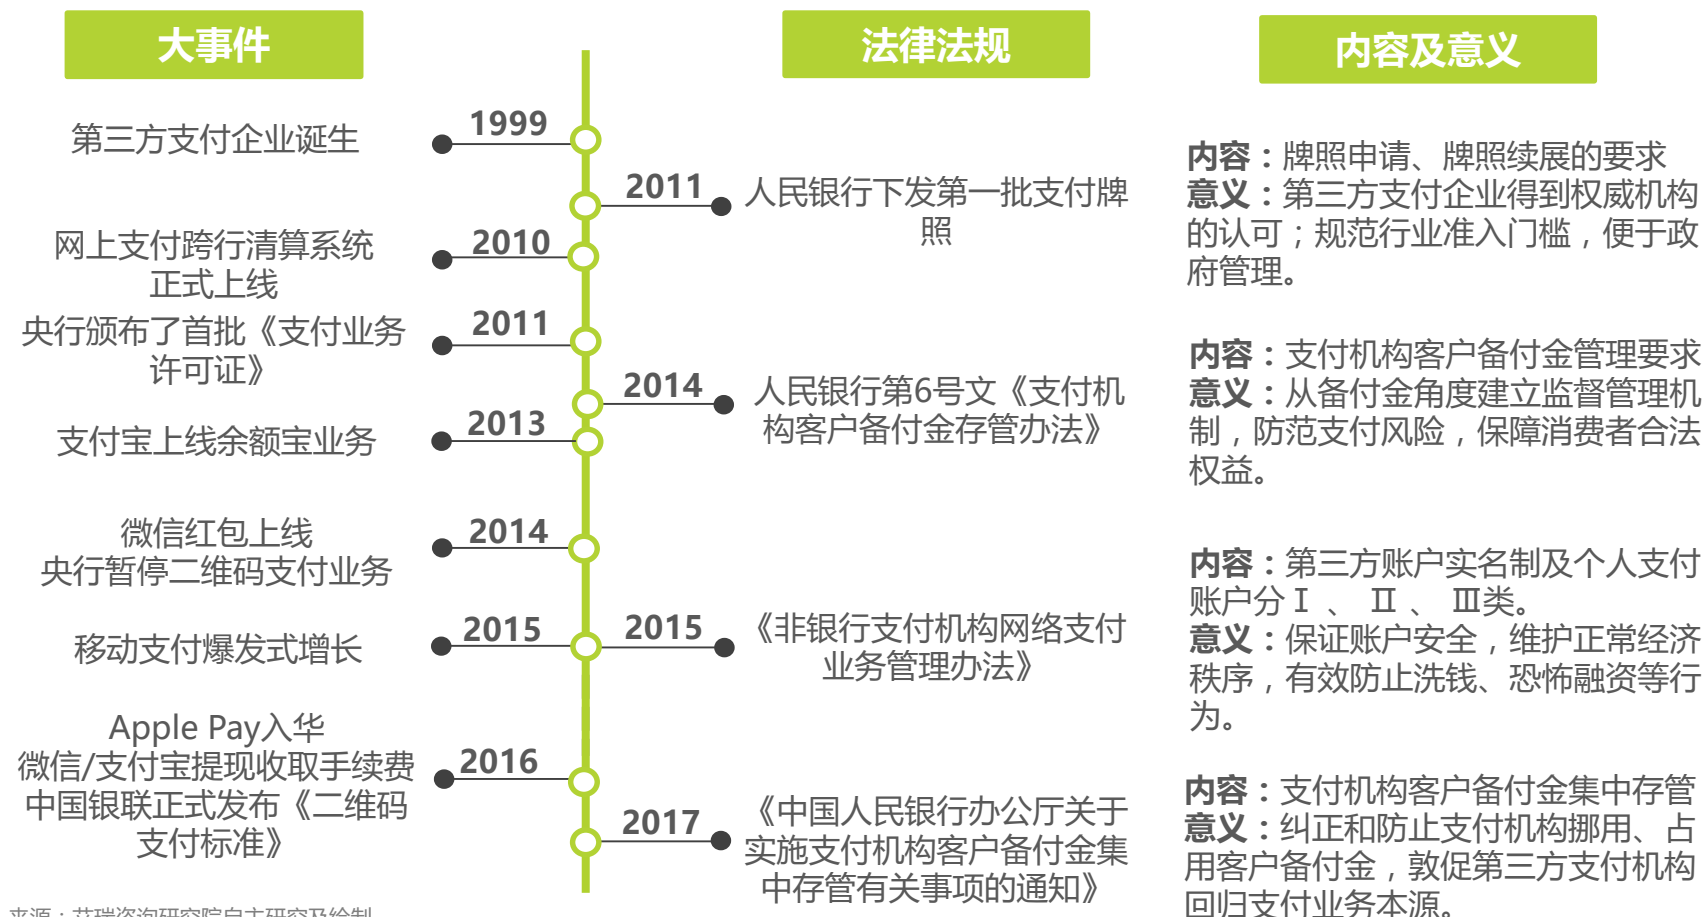 大事件
法律法规
内容及意义
第三方支付企业诞生
1999
2011
人民银行下发第一批支付牌
照
内容：牌照申请、牌照续展的要求
意义：第三方支付企业得到权威机构
的认可；规范行业准入门槛，便于政
府管理。
网上支付跨行清算系统
正式上线
2010
央行颁布了首批《支付业务
许可证》
2011
2014
人民银行第6号文《支付机
构客户备付金存管办法》
内容：支付机构客户备付金管理要求
意义：从备付金角度建立监督管理机
制，防范支付风险，保障消费者合法
权益。
支付宝上线余额宝业务
2013
微信红包上线
央行暂停二维码支付业务
2014
移动支付爆发式增长
2015
2015
《非银行支付机构网络支付
业务管理办法》
内容：第三方账户实名制及个人支付
账户分Ⅰ、Ⅱ、Ⅲ类。
意义：保证账户安全，维护正常经济
秩序，有效防止洗钱、恐怖融资等行
为。
Apple Pay入华
微信/支付宝提现收取手续费
中国银联正式发布《二维码
支付标准》
2016
2017
《中国人民银行办公厅关于
实施支付机构客户备付金集
中存管有关事项的通知》
内容：支付机构客户备付金集中存管
意义：纠正和防止支付机构挪用、占
用客户备付金，敦促第三方支付机构
回归支付业务本源。
来源：艾瑞咨询研究院自主研究及绘制